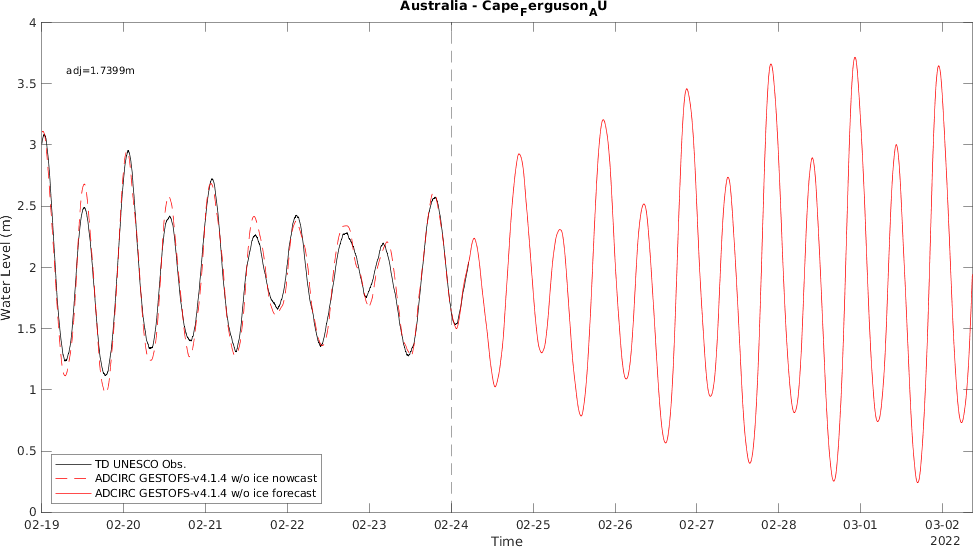 Australia - Cape_Ferguson_AU
4
3.5
3
2.5
2
1.5
1
0.5
0
Water Level (m)
adj=1.7399m
TD UNESCO Obs.
ADCIRC GESTOFS-v4.1.4 w/o ice nowcast
ADCIRC GESTOFS-v4.1.4 w/o ice forecast
02-19 02-20 02-21 02-22 02-23 02-24 02-25 02-26 02-27 02-28 03-01 03-02
Time
2022